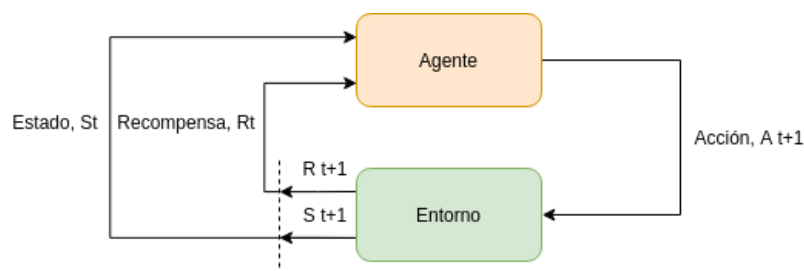 Agente
Estado, St
Recompensa, Rt
Acción, A t+1
R t+1
S t+1
Entorno